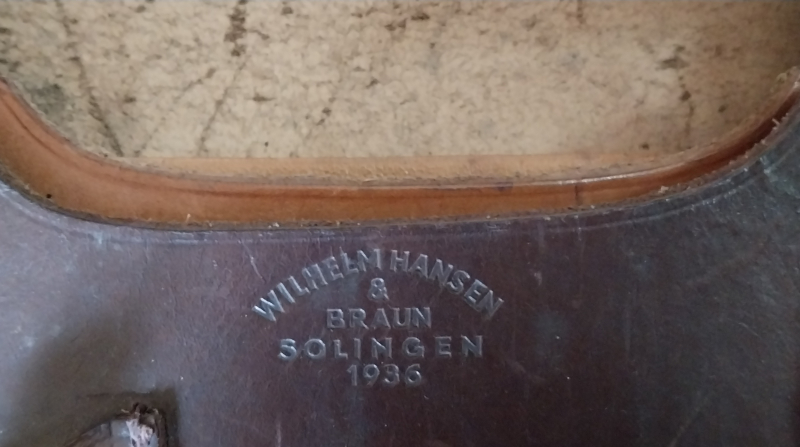 WILHELM HANSEN
&
BRAUN
SOLINGEN
1936